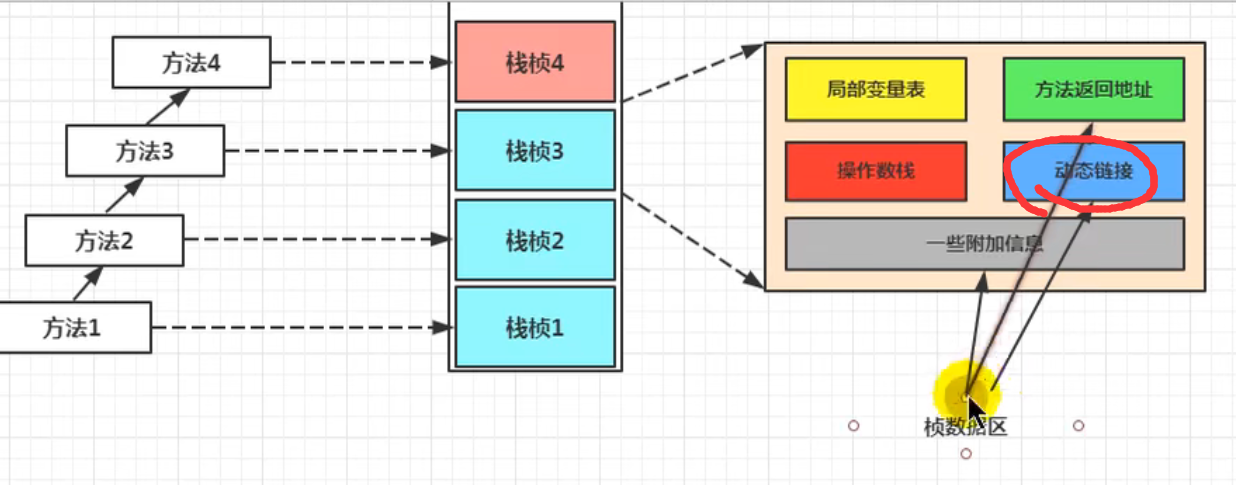 方法4
栈桢4
局部变量表
方法返回地址
方法3
栈桢3
操作数栈
动态链接
方法2
栈桢2
一些附加信息
方法1
栈桢1
桢数据区